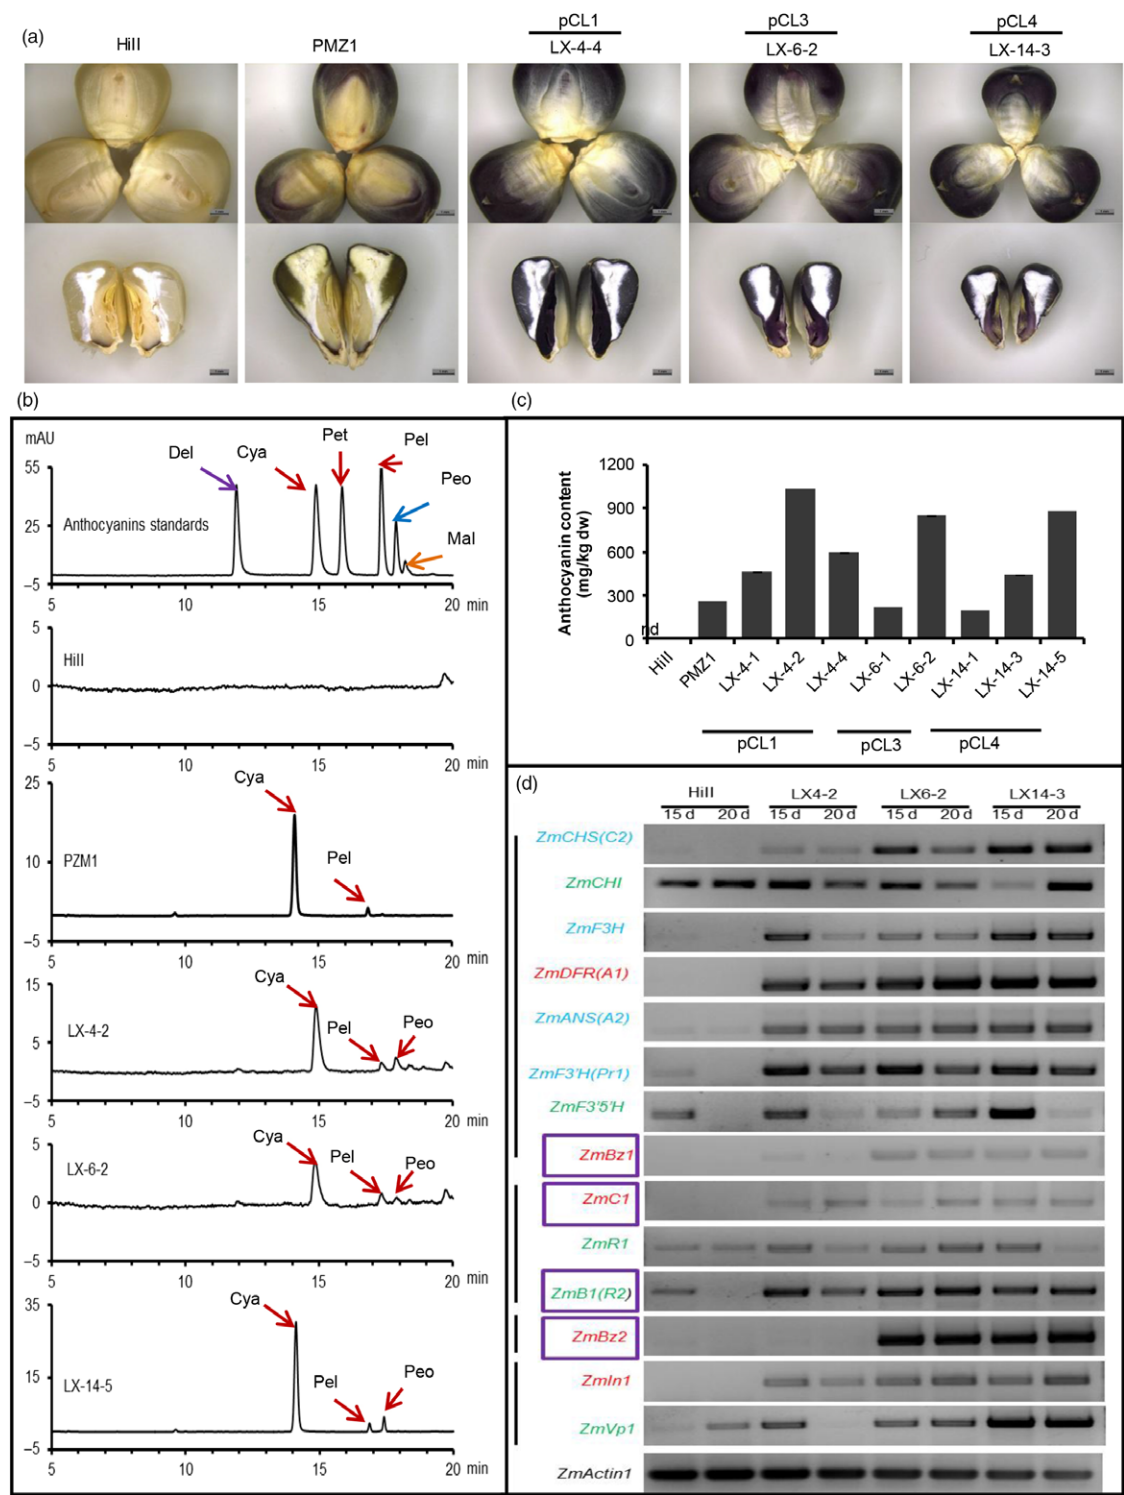 (a)
HiII
PMZ1
pCL1
LX-4-4
pCL3
LX-6-2
pCL4
LX-14-3
(b)
mAU
55
25
–5
Anthocyanins standards
Del
Cya
Pet
Pel
Peo
Mal
5 10 15 20 min
5
0
–5
HiII
5 10 15 20 min
25
10
–5
PZM1
Cya
Pel
5 10 15 20 min
15
5
–5
LX-4-2
Cya
Pel
Peo
5 10 15 20 min
5
0
–5
LX-6-2
Cya
Pel
Peo
5 10 15 20 min
35
15
–5
LX-14-5
Cya
Pel
Peo
5 10 15 20 min
(c)
Anthocyanin content
(mg/kg dw)
1200
900
600
300
0
nd
HiII PMZ1 LX-4-1 LX-4-2 LX-4-4 LX-6-1 LX-6-2 LX-14-1 LX-14-3 LX-14-5
pCL1 pCL3 pCL4
(d)
HiII LX4-2 LX6-2 LX14-3
15 d 20 d 15 d 20 d 15 d 20 d 15 d 20 d
ZmCHS(C2)
ZmCHI
ZmF3H
ZmDFR(A1)
ZmANS(A2)
ZmF3'H(Pr1)
ZmF3'5'H
ZmBz1
ZmC1
ZmR1
ZmB1(R2)
ZmBz2
ZmIn1
ZmVp1
ZmActin1